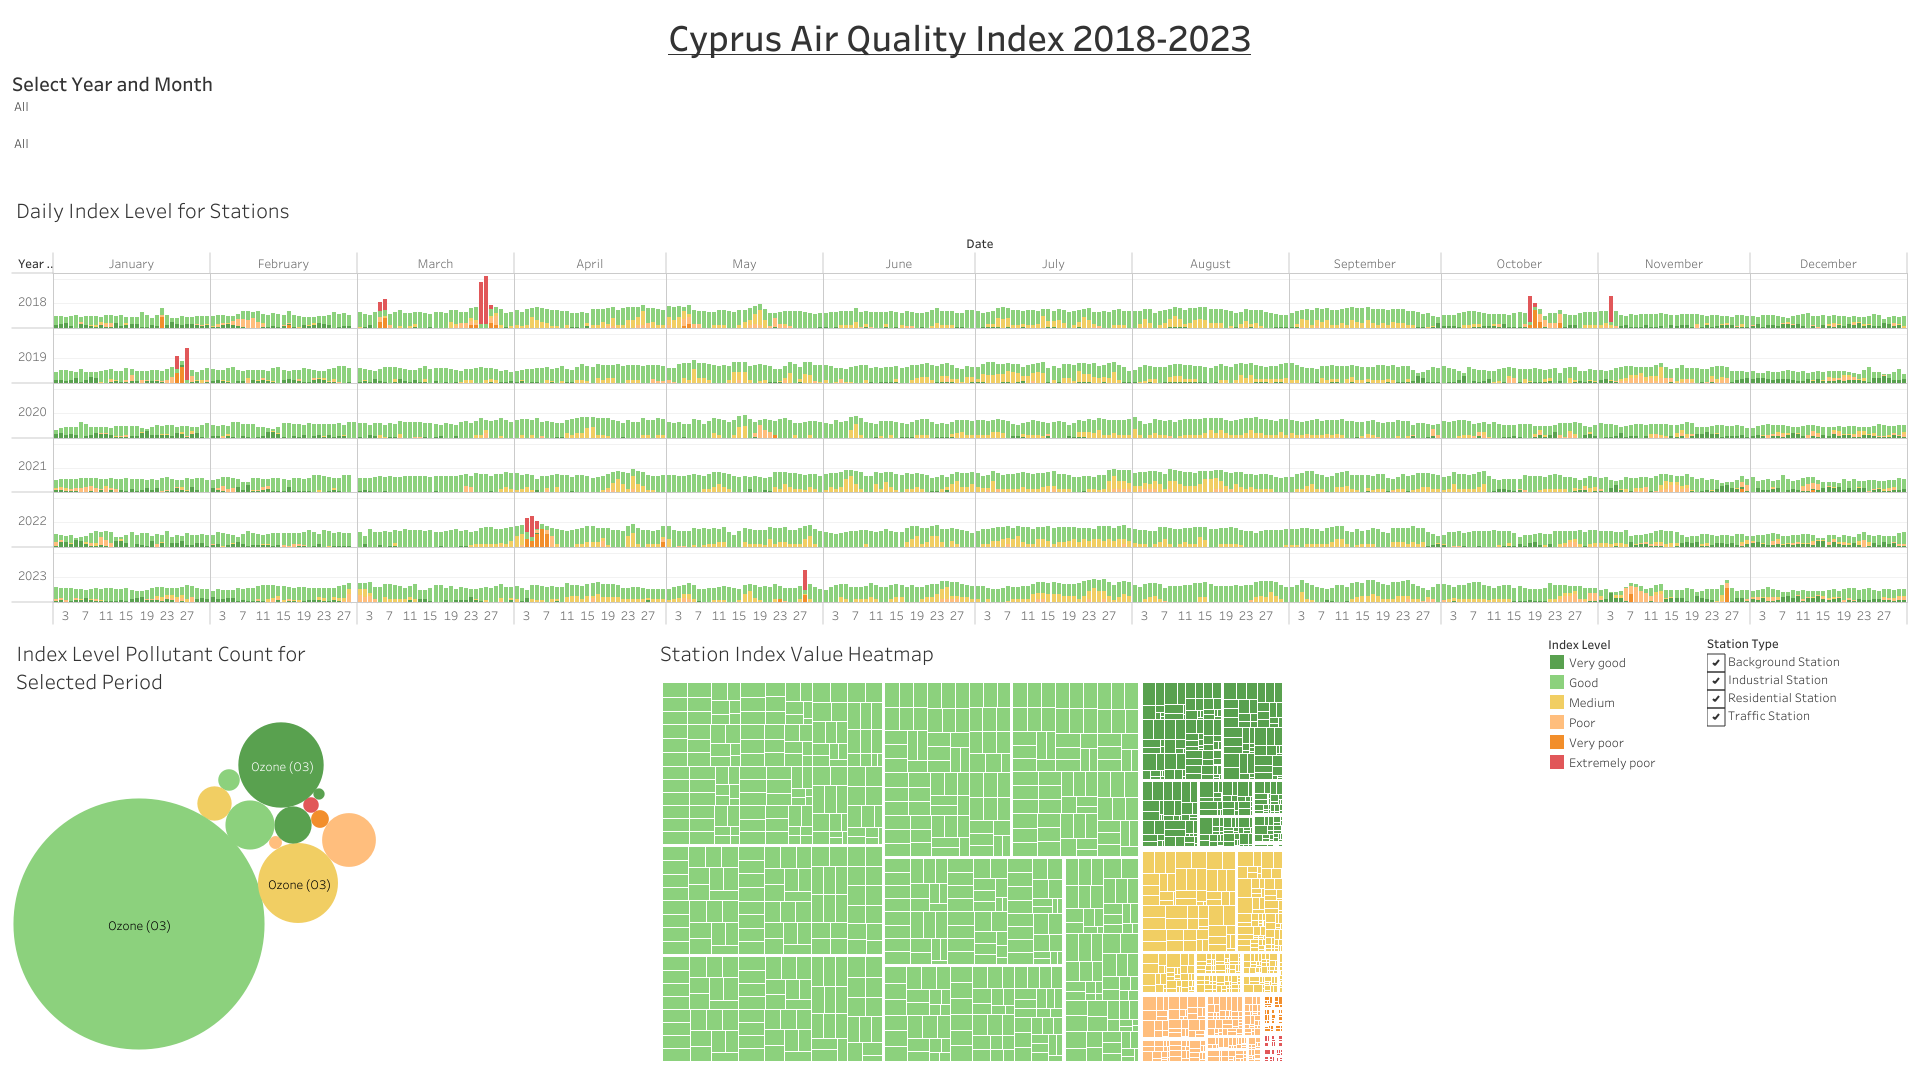 Cyprus Air Quality Index 2018-2023
Select Year and Month
All
All
Daily Index Level for Stations
Date
Year ..
January February March April May June July August September October November December
2018
2019
2020
2021
2022
2023
3 7 11 15 19 23 27 3 7 11 15 19 23 27 3 7 11 15 19 23 27 3 7 11 15 19 23 27 3 7 11 15 19 23 27 3 7 11 15 19 23 27 3 7 11 15 19 23 27 3 7 11 15 19 23 27 3 7 11 15 19 23 27 3 7 11 15 19 23 27 3 7 11 15 19 23 27 3 7 11 15 19 23 27
Index Level Pollutant Count for
Selected Period
Ozone (O3)
Ozone (O3)
Ozone (O3)
Station Index Value Heatmap
Index Level
Very good
Good
Medium
Poor
Very poor
Extremely poor
Station Type
Background Station
Industrial Station
Residential Station
Traffic Station